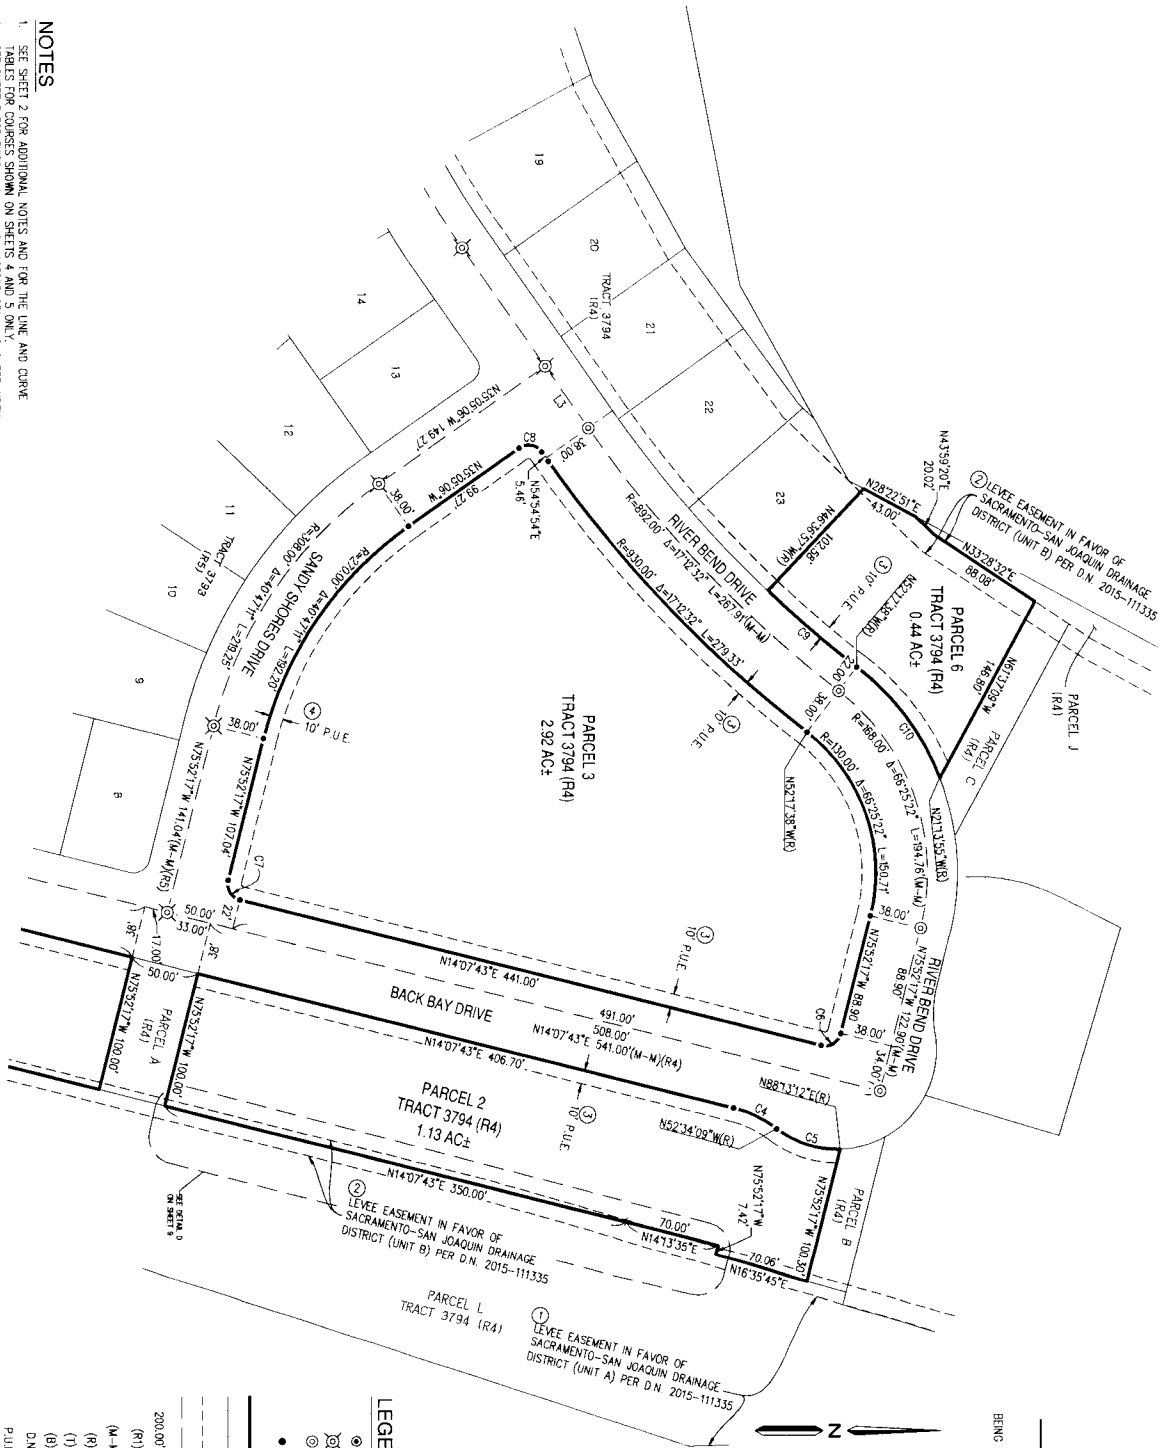 NOTES
1. SEE SHEET 2 FOR ADDITIONAL NOTES AND FOR THE LINE AND CURVE
TABLES FOR COURSES SHOWN ON SHEETS 4 AND 5 ONLY.
19
20
TRACT 3794
(R4)
21
22
23
14
13
12
11
TRACT 3793
(R5)
10
9
8
N43°59'20"E
20.02'
2 LEVEE EASEMENT IN FAVOR OF
SACRAMENTO-SAN JOAQUIN DRAINAGE
DISTRICT (UNIT B) PER D.N. 2015-111335
N28°22'51"E
43.00'
N33°28'32"E
88.08'
N46°36'57"W(R)
102.58'
3
10' P.U.E.
N52°17'38"W(R)
PARCEL 6
TRACT 3794 (R4)
0.44 AC±
N61°37'09"W
146.80'
PARCEL J
(R4)
PARCEL C
(R4)
C9
C10
22.00'
38.00'
N21°13'55"W(R)
L3
38.00'
C8
N54°54'54"E
5.46'
N35°05'06"W 149.27'
N35°05'06"W
99.27'
38.00'
R=892.00' Δ=17°12'32" L=267.91'(M-M)
RIVER BEND DRIVE
R=930.00' Δ=17°12'32" L=279.33'
3
10' P.U.E.
N52°17'38"W(R)
R=168.00' Δ=66°25'22" L=194.76'(M-M)
R=130.00' Δ=66°25'22" L=150.71'
38.00'
N75°52'17"W 122.90'(M-M)
88.90'
34.00'
RIVER BEND DRIVE
N75°52'17"W 88.90'
38.00'
C6
R=308.00' Δ=40°47'11" L=219.25'
SANDY SHORES DRIVE
R=270.00' Δ=40°47'11" L=192.20'
4
10' P.U.E.
38.00'
N75°52'17"W 141.04'(M-M)(R5)
N75°52'17"W 107.04'
C7
22'
PARCEL 3
TRACT 3794 (R4)
2.92 AC±
3
10' P.U.E.
N14°07'43"E 441.00'
BACK BAY DRIVE
491.00'
508.00'
N14°07'43"E 541.00'(M-M)(R4)
N14°07'43"E 406.70'
50.00'
33.00'
17.00'
38'
38'
50.00'
N75°52'17"W 100.00'
PARCEL A
(R4)
N75°52'17"W 100.00'
PARCEL 2
TRACT 3794 (R4)
1.13 AC±
3
10' P.U.E.
N88°13'12"E(R)
C4
N52°34'09"W(R)
C5
N75°52'17"W
7.42'
N75°52'17"W 100.30'
PARCEL B
(R4)
70.00'
N14°13'35"E
70.06'
N16°35'45"E
N14°07'43"E 350.00'
2
LEVEE EASEMENT IN FAVOR OF
SACRAMENTO-SAN JOAQUIN DRAINAGE
DISTRICT (UNIT B) PER D.N. 2015-111335
SEE DETAIL D
ON SHEET 9
PARCEL L
TRACT 3794 (R4)
1
LEVEE EASEMENT IN FAVOR OF
SACRAMENTO-SAN JOAQUIN DRAINAGE
DISTRICT (UNIT A) PER D.N. 2015-111335
N
BEING
LEGE
200.00'
(R1)
(M-M
(R)
(T)
(B)
D.N.
P.U.